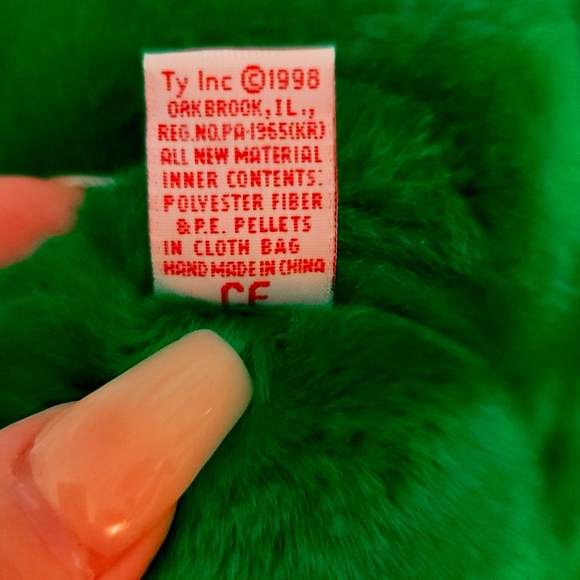 Ty Inc ©1998
OAKBROOK, IL.,
REG.NO.PA-1965(KR)
ALL NEW MATERIAL
INNER CONTENTS:
POLYESTER FIBER
& P.E. PELLETS
IN CLOTH BAG
HAND MADE IN CHINA
CE